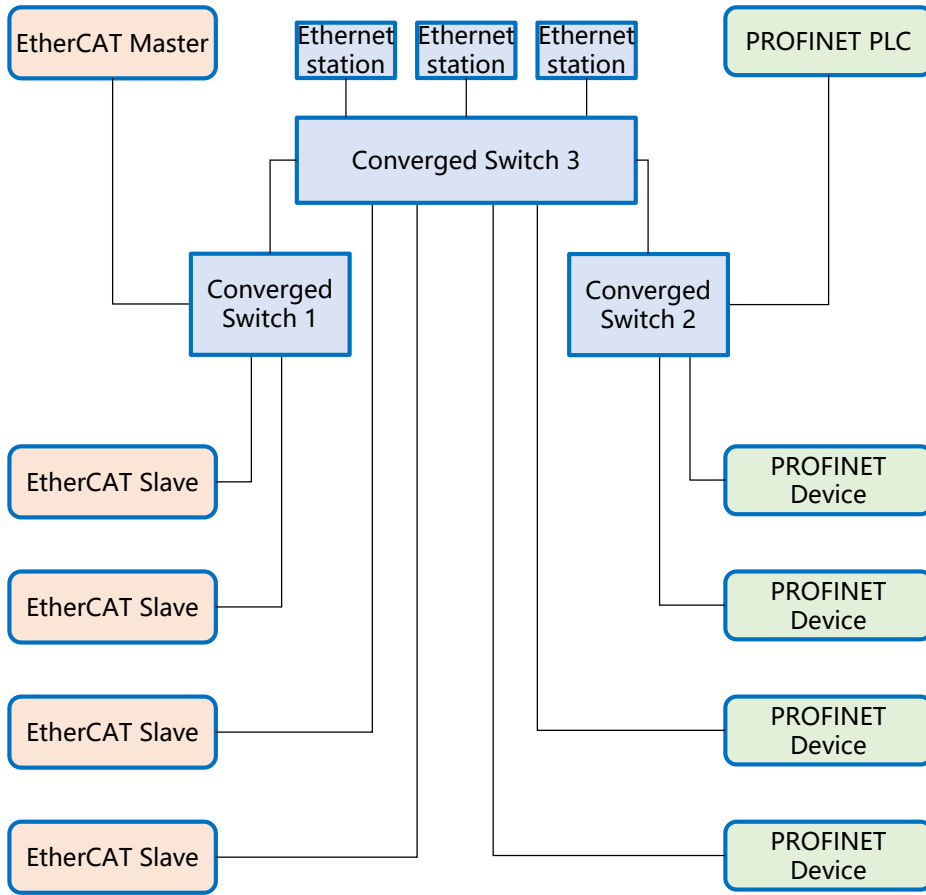 EtherCAT Master
Ethernet
station
Ethernet
station
Ethernet
station
PROFINET PLC
Converged Switch 3
Converged
Switch 1
Converged
Switch 2
EtherCAT Slave
PROFINET
Device
EtherCAT Slave
PROFINET
Device
EtherCAT Slave
PROFINET
Device
EtherCAT Slave
PROFINET
Device